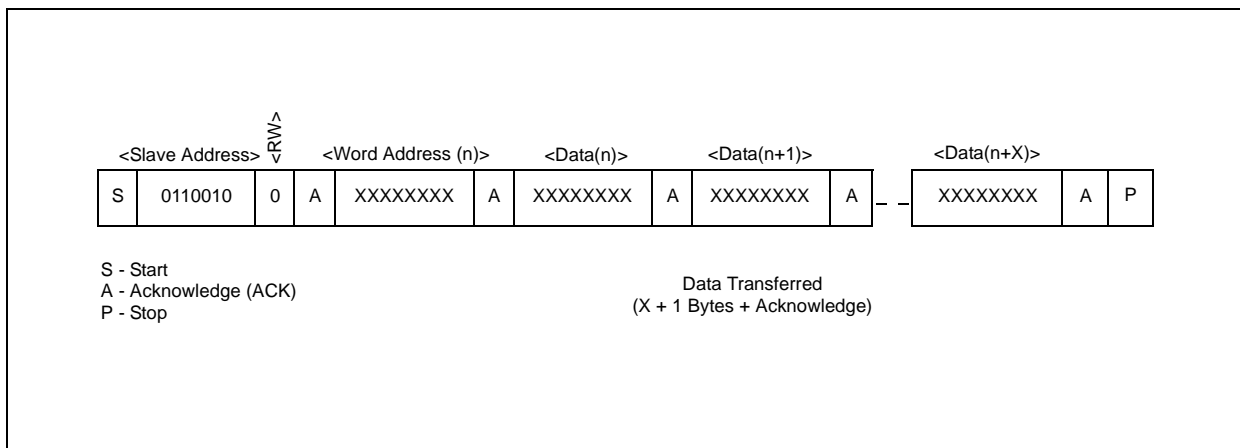 <RW>
<Slave Address> <Word Address (n)> <Data(n)> <Data(n+1)> <Data(n+X)>
S 0110010 0 A XXXXXXXX A XXXXXXXX A XXXXXXXX A XXXXXXXX A P
S - Start
A - Acknowledge (ACK)
P - Stop
Data Transferred
(X + 1 Bytes + Acknowledge)